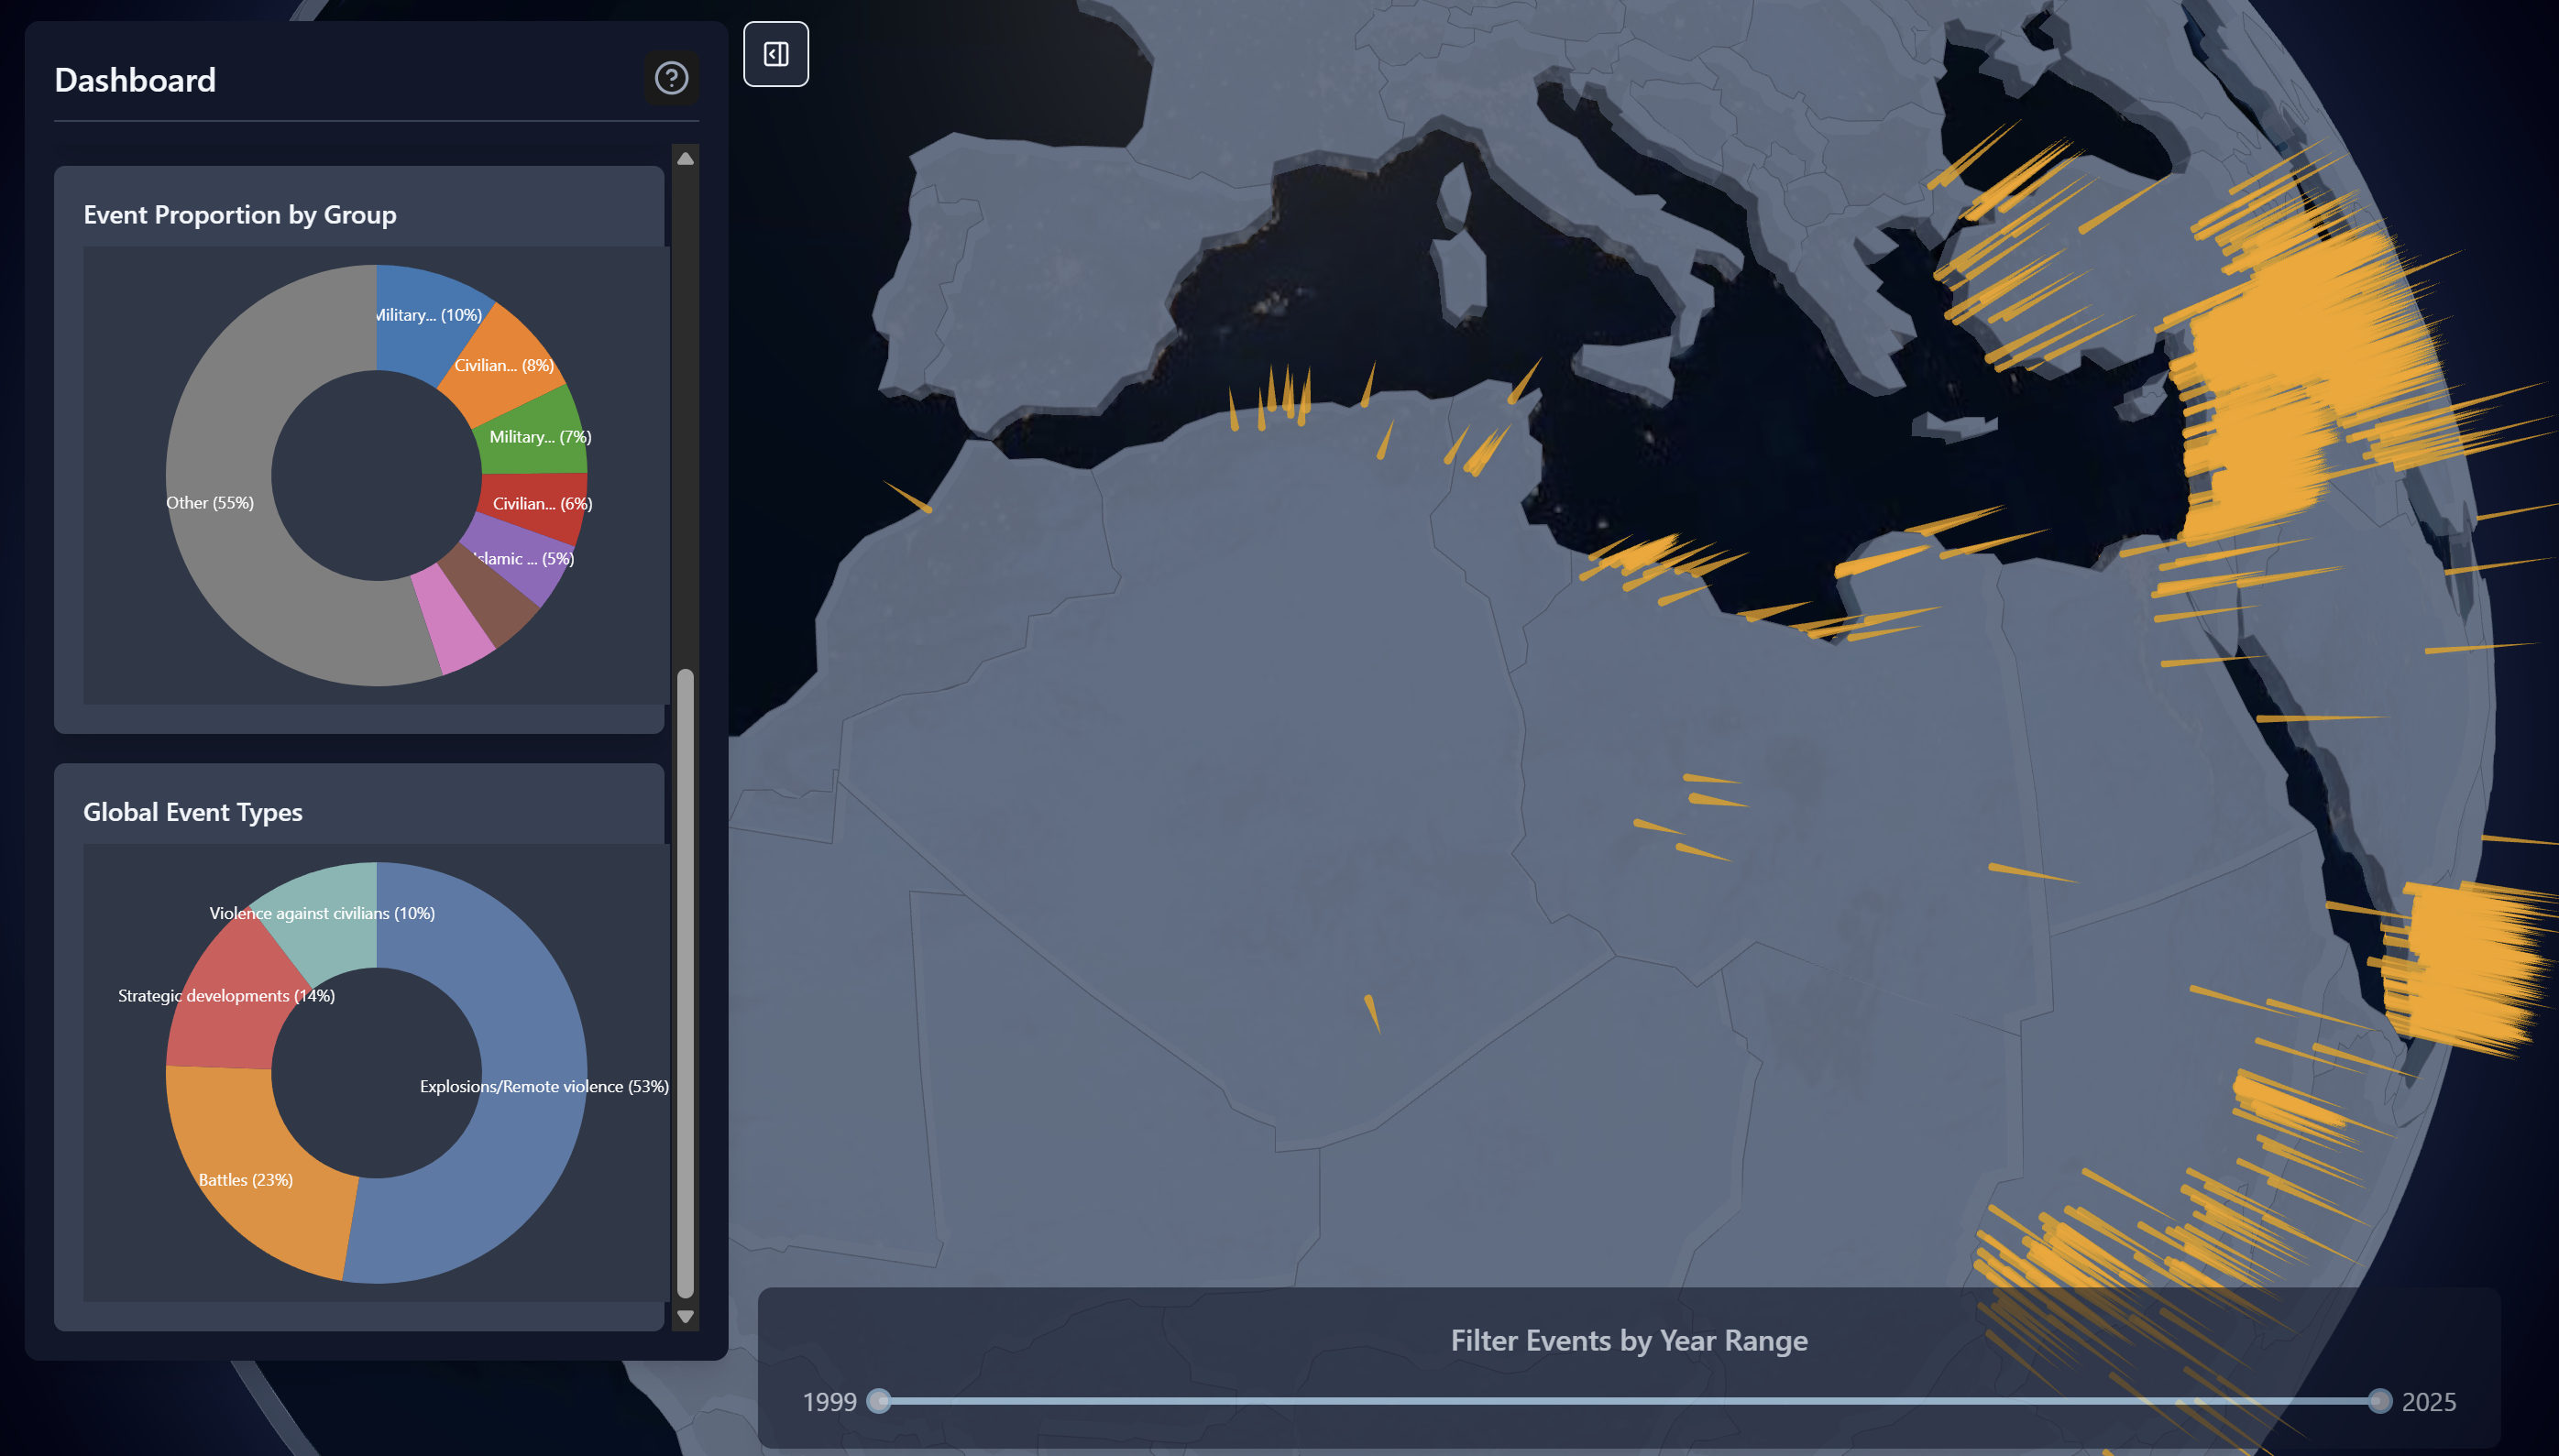 Dashboard
Event Proportion by Group
Military... (10%)
Civilian... (8%)
Military... (7%)
Civilian... (6%)
Islamic ... (5%)
Other (55%)
Global Event Types
Violence against civilians (10%)
Strategic developments (14%)
Explosions/Remote violence (53%)
Battles (23%)
Filter Events by Year Range
1999
2025